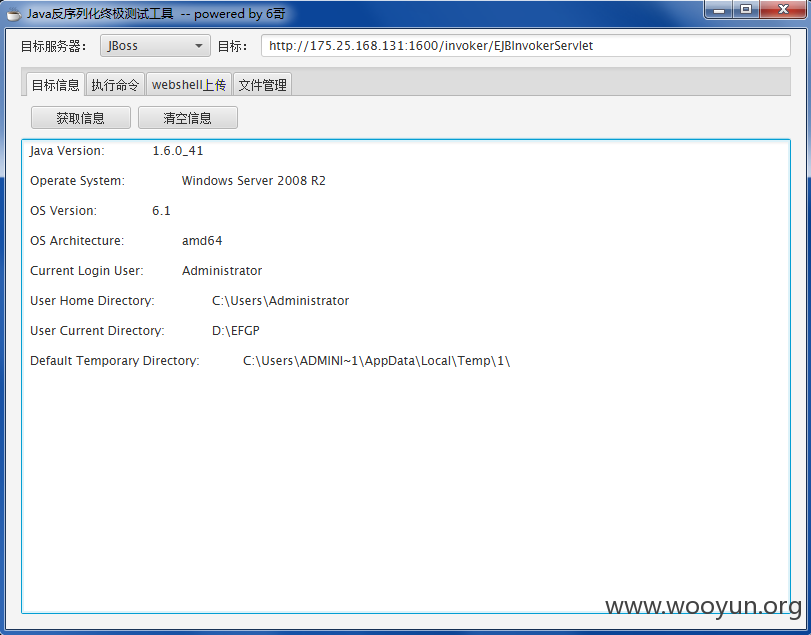 Java反序列化终极测试工具 -- powered by 6哥
目标服务器： JBoss 目标： http://175.25.168.131:1600/invoker/EJBInvokerServlet
目标信息 执行命令 webshell上传 文件管理
获取信息 清空信息
Java Version: 1.6.0_41
Operate System: Windows Server 2008 R2
OS Version: 6.1
OS Architecture: amd64
Current Login User: Administrator
User Home Directory: C:\Users\Administrator
User Current Directory: D:\EFGP
Default Temporary Directory: C:\Users\ADMINI~1\AppData\Local\Temp\1\
www.wooyun.org